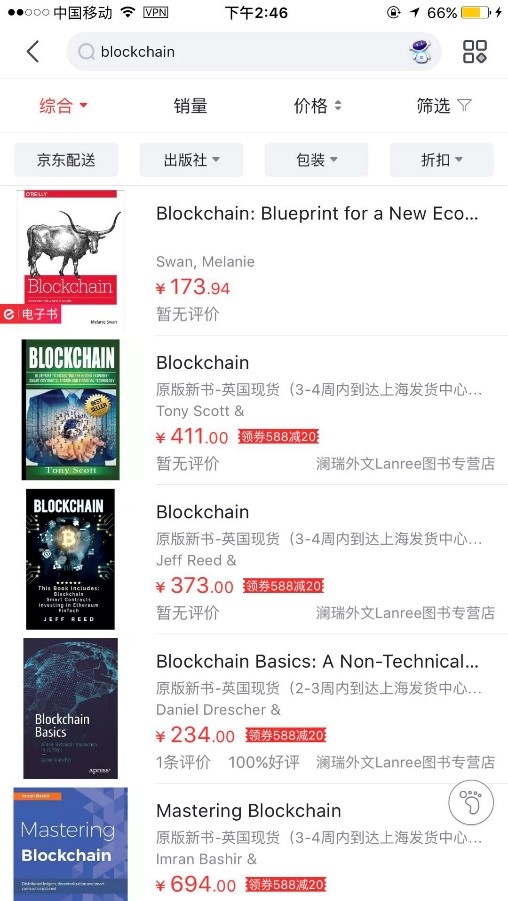 中国移动 VPN 下午2:46 66%
blockchain
综合 销量 价格 筛选
京东配送 出版社 包装 折扣
O'REILLY
Blockchain
Melanie Swan
电子书
Blockchain: Blueprint for a New Eco...
Swan, Melanie
¥ 173.94
暂无评价
BLOCKCHAIN
BEST SELLER
Tony Scott
Blockchain
原版新书-英国现货（3-4周内到达上海发货中心...
Tony Scott &
¥ 411.00 领券588减20
暂无评价 澜瑞外文Lanree图书专营店
BLOCKCHAIN
This Book Includes:
Blockchain
Smart Contracts
Investing in Ethereum
FinTech
JEFF REED
Blockchain
原版新书-英国现货（3-4周内到达上海发货中心...
Jeff Reed &
¥ 373.00 领券588减20
暂无评价 澜瑞外文Lanree图书专营店
Blockchain
Basics
Apress
Blockchain Basics: A Non-Technical...
原版新书-英国现货（2-3周内到达上海发货中心...
Daniel Drescher &
¥ 234.00 领券588减20
1条评价 100%好评 澜瑞外文Lanree图书专营店
Imran Bashir
Mastering
Blockchain
Mastering Blockchain
原版新书-英国现货（3-4周内到达上海发货中心...
Imran Bashir &
¥ 694.00 领券588减20